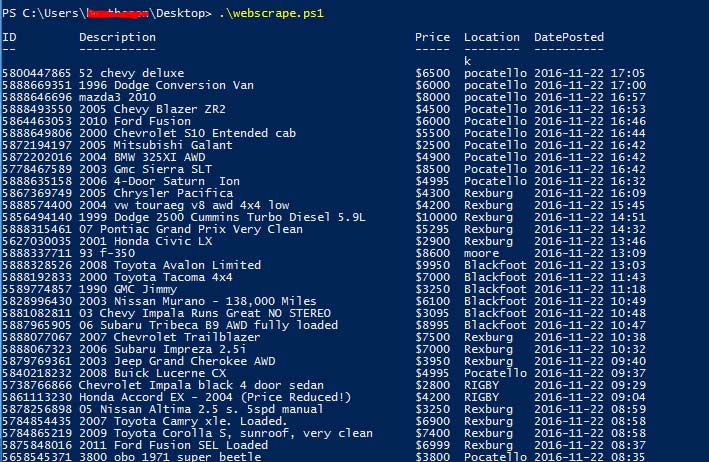 PS C:\Users\ \Desktop> .\webscrape.ps1
ID Description Price Location DatePosted
-- ----------- ----- -------- ----------
k
5800447865 52 chevy deluxe $6500 pocatello 2016-11-22 17:05
5888669351 1996 Dodge Conversion Van $6000 pocatello 2016-11-22 17:00
5888646696 mazda3 2010 $8000 pocatello 2016-11-22 16:57
5888493550 2005 Chevy Blazer ZR2 $4500 Pocatello 2016-11-22 16:53
5864463053 2010 Ford Fusion $6000 Pocatello 2016-11-22 16:46
5888649806 2000 Chevrolet S10 Entended cab $5500 Pocatello 2016-11-22 16:44
5872194197 2005 Mitsubishi Galant $2500 Pocatello 2016-11-22 16:42
5872202016 2004 BMW 325XI AWD $4900 Pocatello 2016-11-22 16:42
5778467589 2003 Gmc Sierra SLT $8500 Pocatello 2016-11-22 16:42
5888635158 2006 4-Door Saturn  Ion $4995 Pocatello 2016-11-22 16:32
5867369749 2005 Chrysler Pacifica $4300 Rexburg 2016-11-22 16:09
5888574400 2004 vw touraeg v8 awd 4x4 low $4200 Rexburg 2016-11-22 15:45
5856494140 1999 Dodge 2500 Cummins Turbo Diesel 5.9L $10000 Rexburg 2016-11-22 14:51
5888315461 07 Pontiac Grand Prix Very Clean $5295 Rexburg 2016-11-22 14:32
5627030035 2001 Honda Civic LX $2900 Rexburg 2016-11-22 13:46
5888337711 93 f-350 $8600 moore 2016-11-22 13:09
5888328526 2008 Toyota Avalon Limited $9950 Blackfoot 2016-11-22 13:03
5888192833 2000 Toyota Tacoma 4x4 $7000 Blackfoot 2016-11-22 11:43
5589774857 1990 GMC Jimmy $3250 Blackfoot 2016-11-22 11:18
5828996430 2003 Nissan Murano - 138,000 Miles $6100 Blackfoot 2016-11-22 10:49
5881082811 03 Chevy Impala Runs Great NO STEREO $3095 Blackfoot 2016-11-22 10:48
5887965905 06 Subaru Tribeca B9 AWD fully loaded $8995 Blackfoot 2016-11-22 10:47
5888077067 2007 Chevrolet Trailblazer $7500 Rexburg 2016-11-22 10:38
5888067323 2006 Subaru Impreza 2.5i $7000 Rexburg 2016-11-22 10:32
5879769361 2003 Jeep Grand Cherokee AWD $3950 Rexburg 2016-11-22 09:40
5840218232 2008 Buick Lucerne CX $4995 Pocatello 2016-11-22 09:37
5738766866 Chevrolet Impala black 4 door sedan $2800 RIGBY 2016-11-22 09:29
5861113230 Honda Accord EX - 2004 (Price Reduced!) $4200 RIGBY 2016-11-22 09:04
5878256898 05 Nissan Altima 2.5 s. 5spd manual $3250 Rexburg 2016-11-22 08:59
5784854435 2007 Toyota Camry xle. Loaded. $6900 Rexburg 2016-11-22 08:58
5784865219 2009 Toyota Corolla S, sunroof, very clean $7400 Rexburg 2016-11-22 08:58
5875848016 2011 Ford Fusion SEL Loaded $6999 Rexburg 2016-11-22 08:37
5658545371 3800 obo 1971 super beetle $3800 Pocatello 2016-11-22 08:35